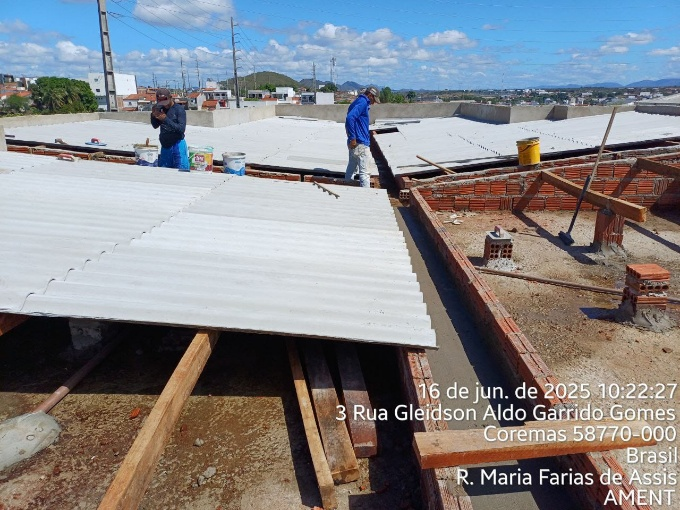 16 de jun. de 2025 10:22:27
3 Rua Gleidson Aldo Garrido Gomes
Coremas 58770-000
Brasil
R. Maria Farias de Assis
AMENT